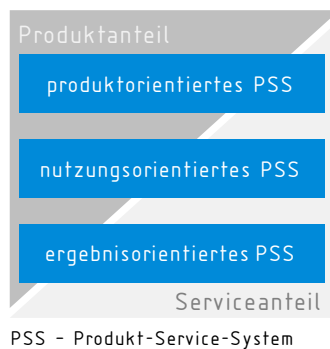 Produktanteil
produktorientiertes PSS
nutzungsorientiertes PSS
ergebnisorientiertes PSS
Serviceanteil
PSS - Produkt-Service-System